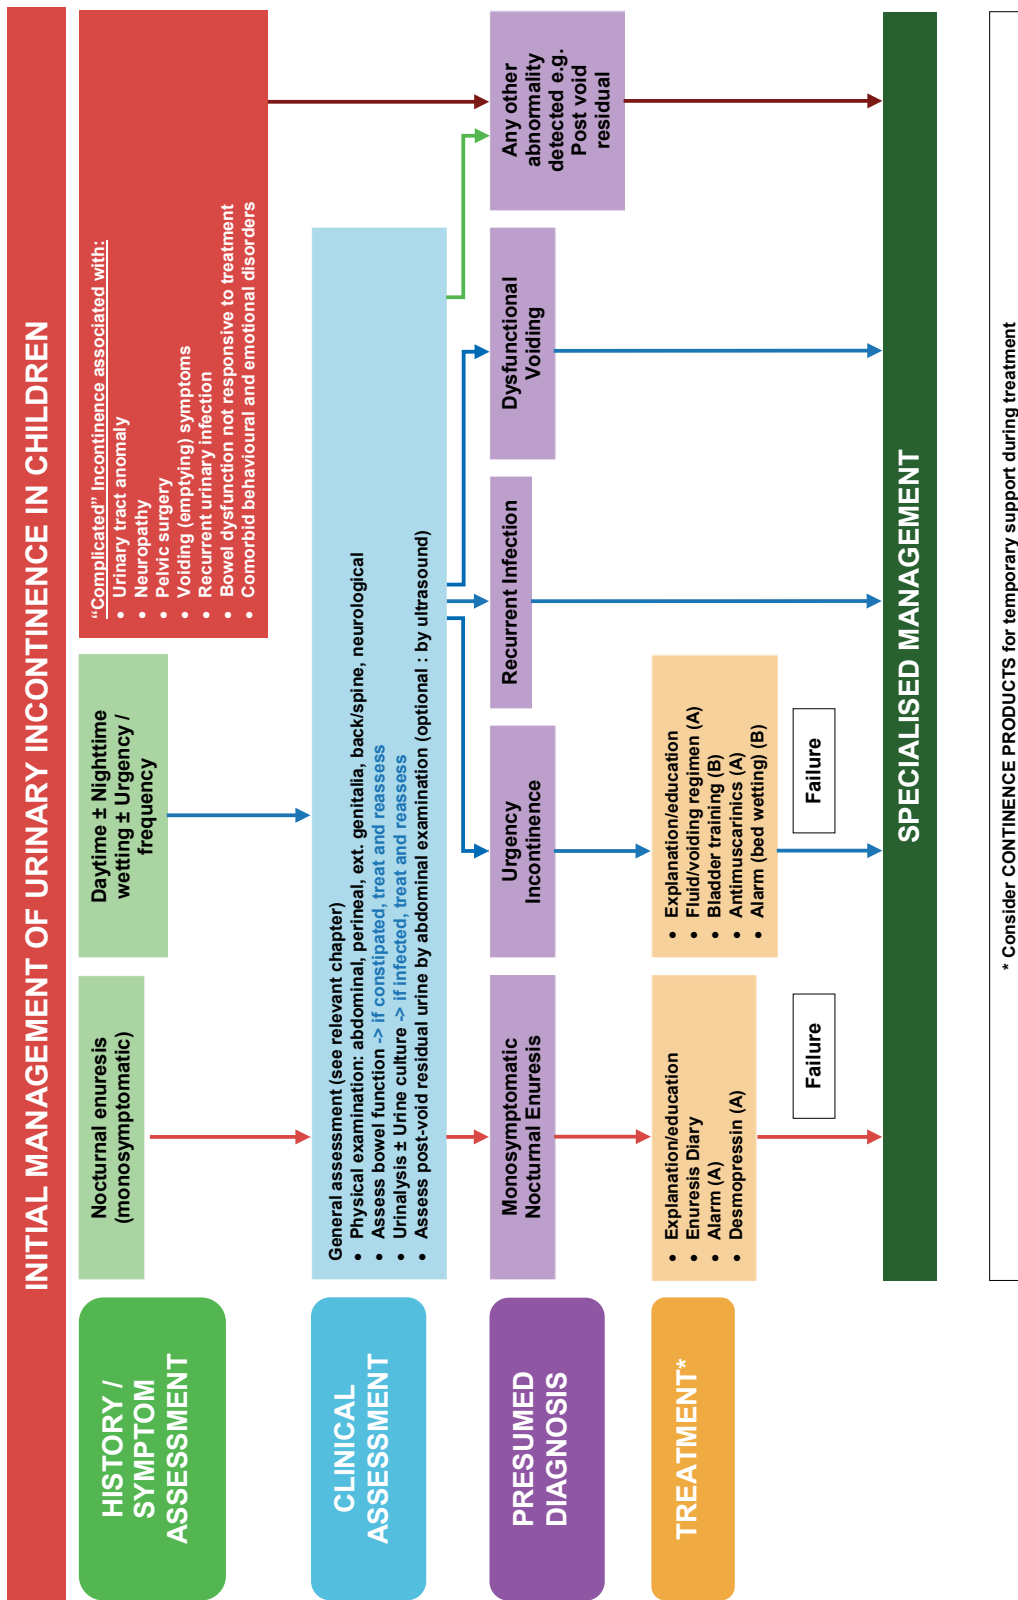 INITIAL MANAGEMENT OF URINARY INCONTINENCE IN CHILDREN
HISTORY /
SYMPTOM
ASSESSMENT
Nocturnal enuresis
(monosymptomatic)
Daytime ± Nighttime
wetting ± Urgency /
frequency
“Complicated” Incontinence associated with:
• Urinary tract anomaly
• Neuropathy
• Pelvic surgery
• Voiding (emptying) symptoms
• Recurrent urinary infection
• Bowel dysfunction not responsive to treatment
• Comorbid behavioural and emotional disorders
CLINICAL
ASSESSMENT
General assessment (see relevant chapter)
• Physical examination: abdominal, perineal, ext. genitalia, back/spine, neurological
• Assess bowel function -> if constipated, treat and reassess
• Urinalysis ± Urine culture -> if infected, treat and reassess
• Assess post-void residual urine by abdominal examination (optional : by ultrasound)
PRESUMED
DIAGNOSIS
Monosymptomatic
Nocturnal Enuresis
Urgency
Incontinence
Recurrent Infection
Dysfunctional
Voiding
Any other
abnormality
detected e.g.
Post void
residual
TREATMENT*
• Explanation/education
• Enuresis Diary
• Alarm (A)
• Desmopressin (A)
• Explanation/education
• Fluid/voiding regimen (A)
• Bladder training (B)
• Antimuscarinics (A)
• Alarm (bed wetting) (B)
Failure
Failure
SPECIALISED MANAGEMENT
* Consider CONTINENCE PRODUCTS for temporary support during treatment